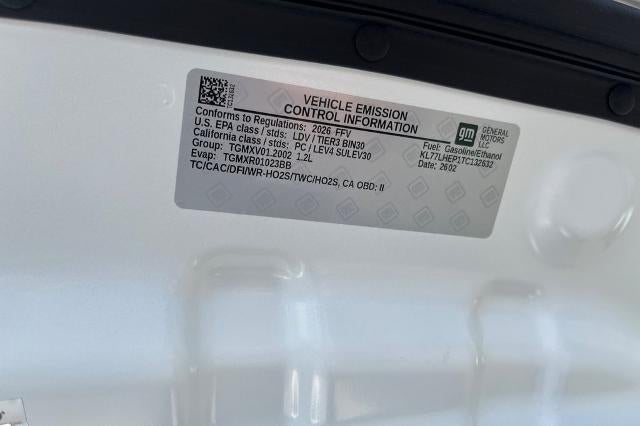 TC132632
VEHICLE EMISSION
CONTROL INFORMATION
Conforms to Regulations: 2026 FFV
U.S. EPA class / stds: LDV / TIER3 BIN30
California class / stds: PC / LEV4 SULEV30
Group: TGMXV01.2002 1.2L
Evap: TGMXR01023BB
TC/CAC/DFI/WR-HO2S/TWC/HO2S, CA OBD: II
gm
GENERAL
MOTORS
LLC
Fuel: Gasoline/Ethanol
KL77LHEP1TC132632
Dt: 2602